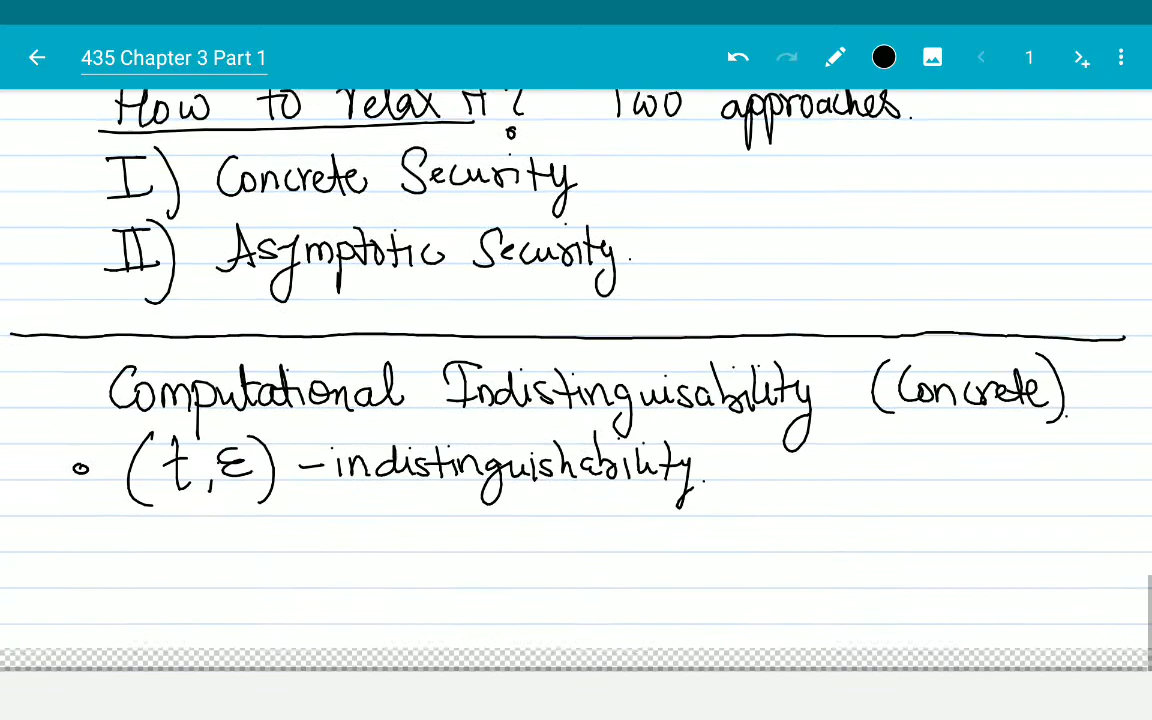 435 Chapter 3 Part 1
1
How to relax it? Two approaches.
I) Concrete Security
II) Asymptotic Security.
Computational Indistinguisability (Concrete).
• (t, ε) – indistinguishability.